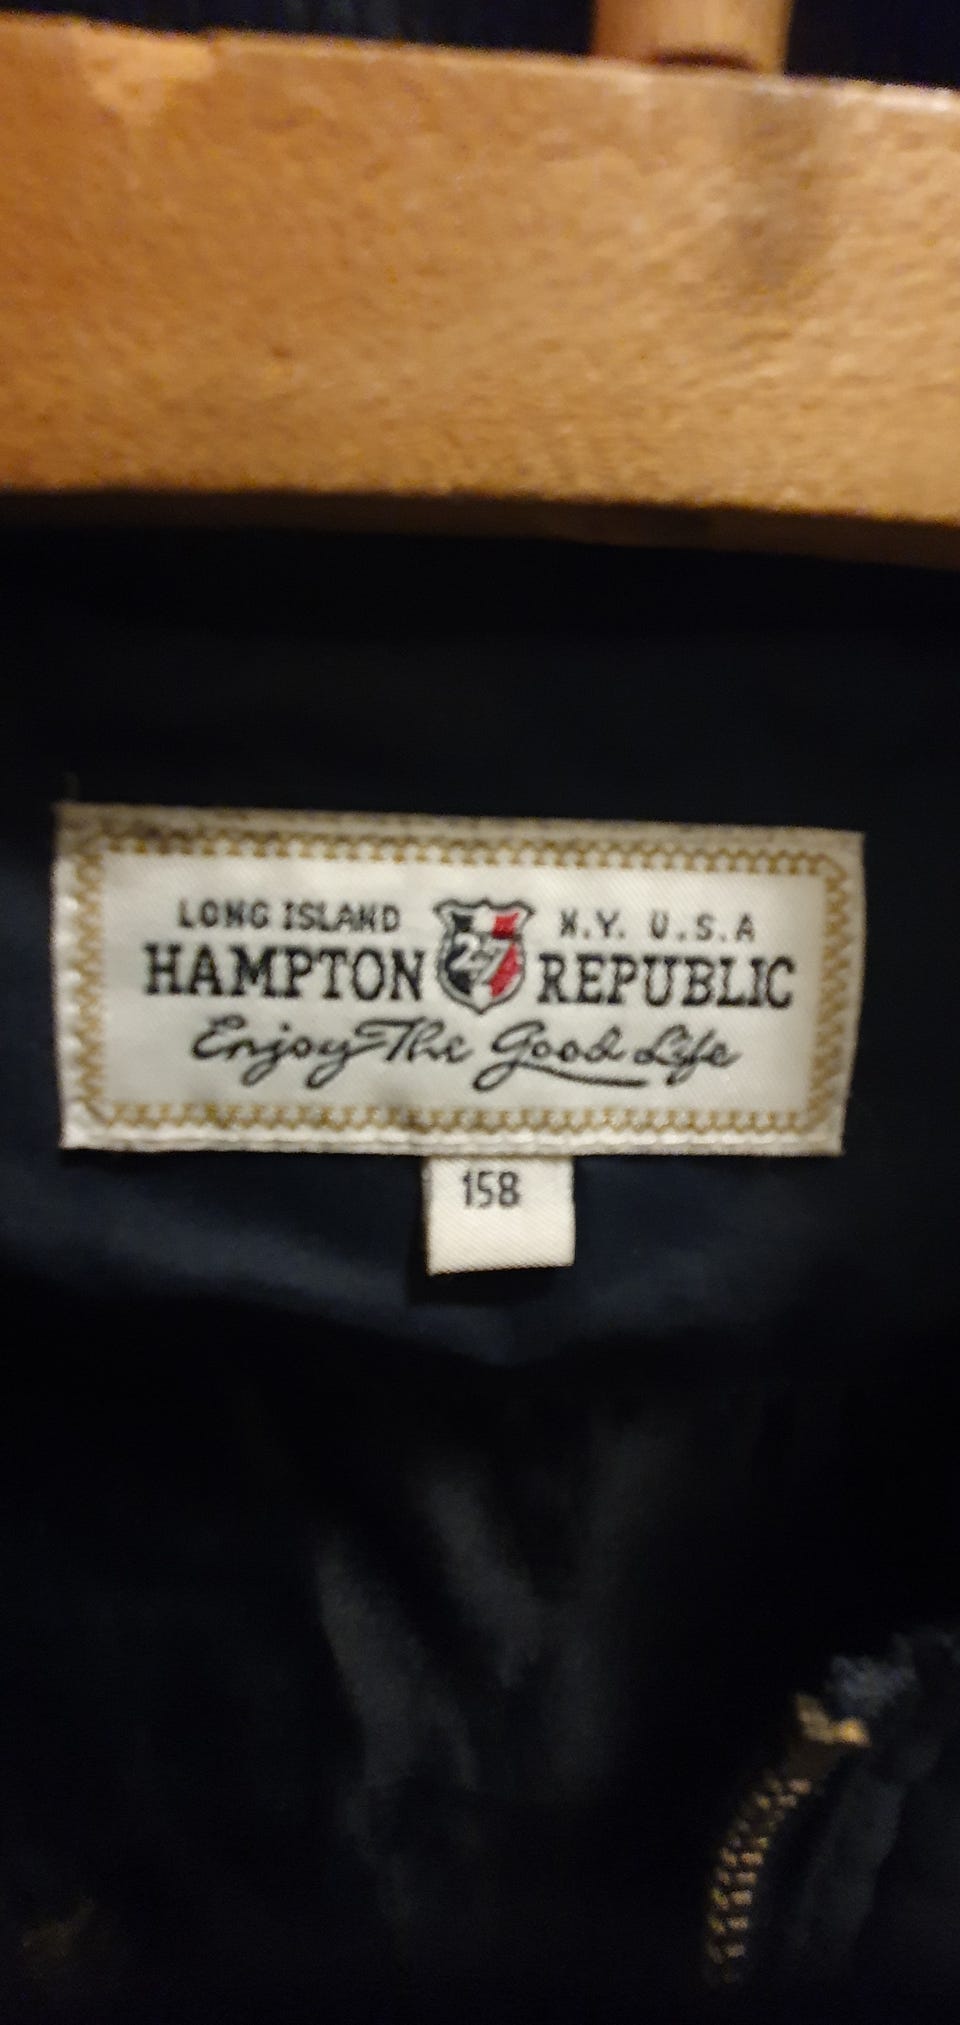 LONG ISLAND 27 N.Y. U.S.A
HAMPTON REPUBLIC
Enjoy The Good Life
158